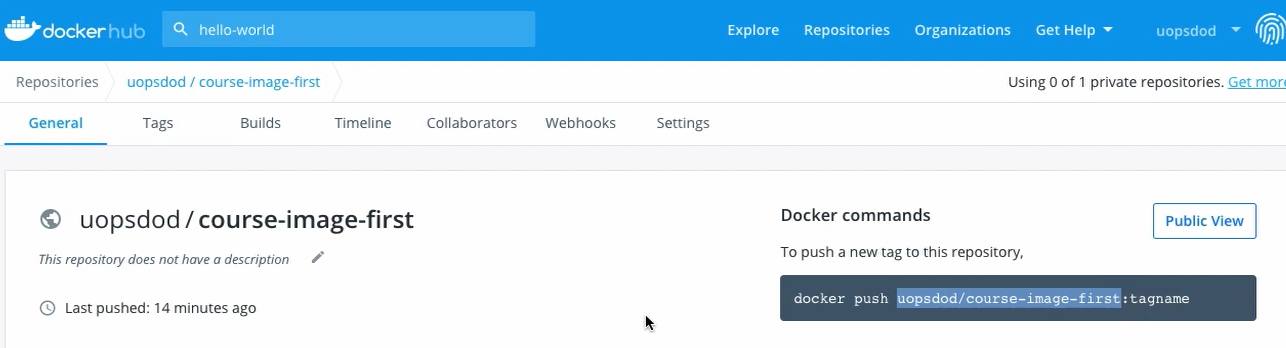 dockerhub hello-world Explore Repositories Organizations Get Help uopsdod
Repositories uopsdod / course-image-first Using 0 of 1 private repositories. Get more
General Tags Builds Timeline Collaborators Webhooks Settings
uopsdod / course-image-first
This repository does not have a description
Last pushed: 14 minutes ago
Docker commands
Public View
To push a new tag to this repository,
docker push uopsdod/course-image-first:tagname